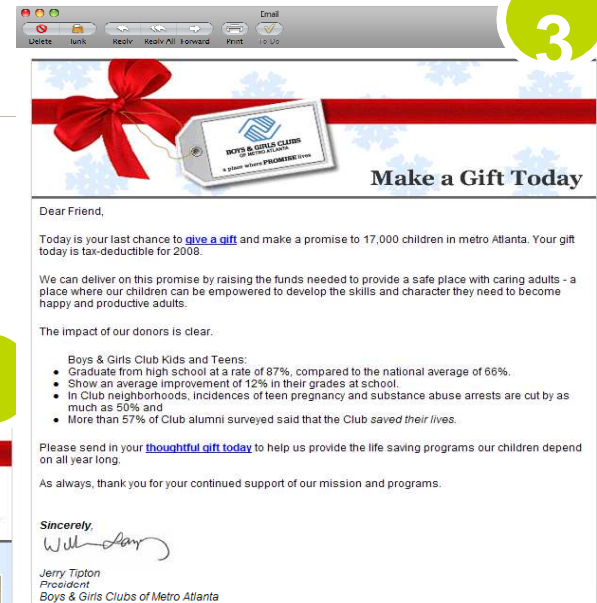 Email
3
Delete Junk Reply Reply All Forward Print To Do
BOYS & GIRLS CLUBS
OF METRO ATLANTA
a place where PROMISE lives
Make a Gift Today
Dear Friend,
Today is your last chance to give a gift and make a promise to 17,000 children in metro Atlanta. Your gift
today is tax-deductible for 2008.
We can deliver on this promise by raising the funds needed to provide a safe place with caring adults - a
place where our children can be empowered to develop the skills and character they need to become
happy and productive adults.
The impact of our donors is clear.
Boys & Girls Club Kids and Teens:
● Graduate from high school at a rate of 87%, compared to the national average of 66%.
● Show an average improvement of 12% in their grades at school.
● In Club neighborhoods, incidences of teen pregnancy and substance abuse arrests are cut by as
much as 50% and
● More than 57% of Club alumni surveyed said that the Club saved their lives.
Please send in your thoughtful gift today to help us provide the life saving programs our children depend
on all year long.
As always, thank you for your continued support of our mission and programs.
Sincerely,
Jerry Tipton
President
Boys & Girls Clubs of Metro Atlanta